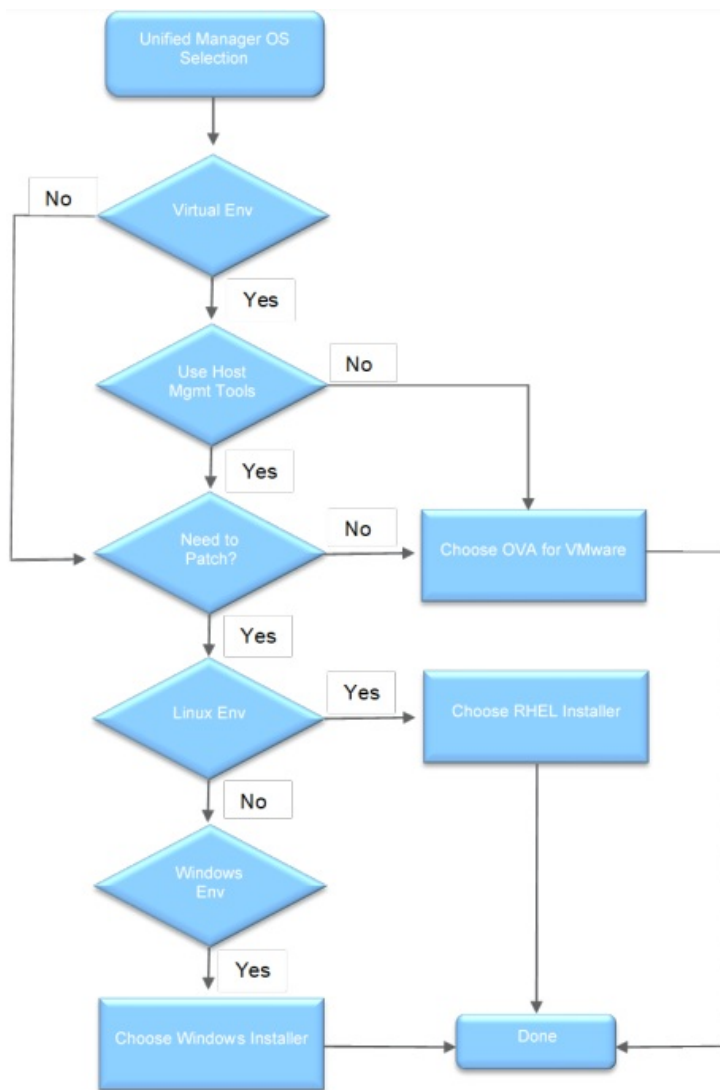 Unified Manager OS
Selection
No
Virtual Env
Yes
Use Host
Mgmt Tools
No
Yes
Need to
Patch?
No
Choose OVA for VMware
Yes
Linux Env
Yes
Choose RHEL Installer
No
Windows
Env
Yes
Choose Windows Installer
Done